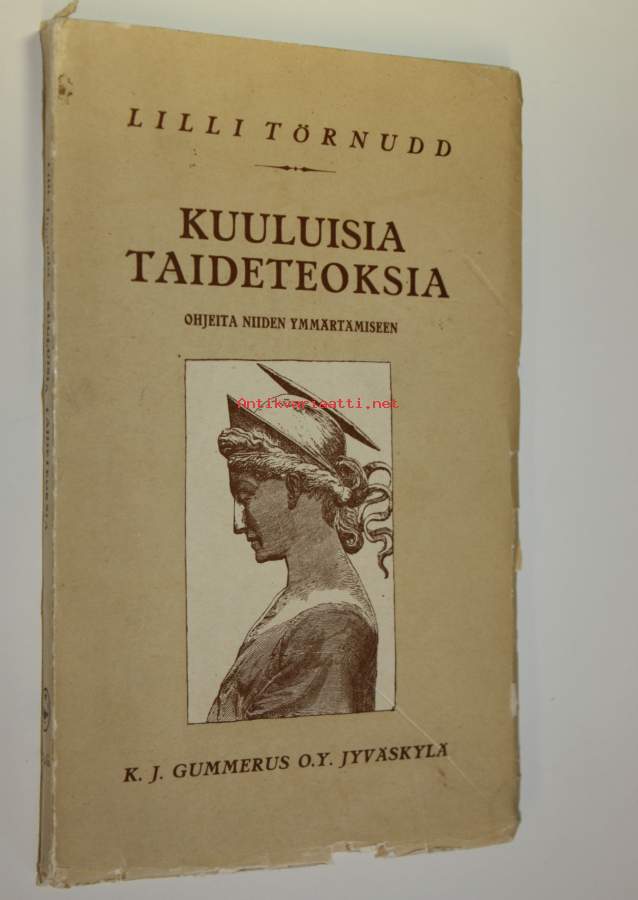 LILLI TÖRNUDD
KUULUISIA
TAIDETEOKSIA
OHJEITA NIIDEN YMMÄRTÄMISEEN
Antikvariaatti.net
K. J. GUMMERUS O.Y. JYVÄSKYLÄ